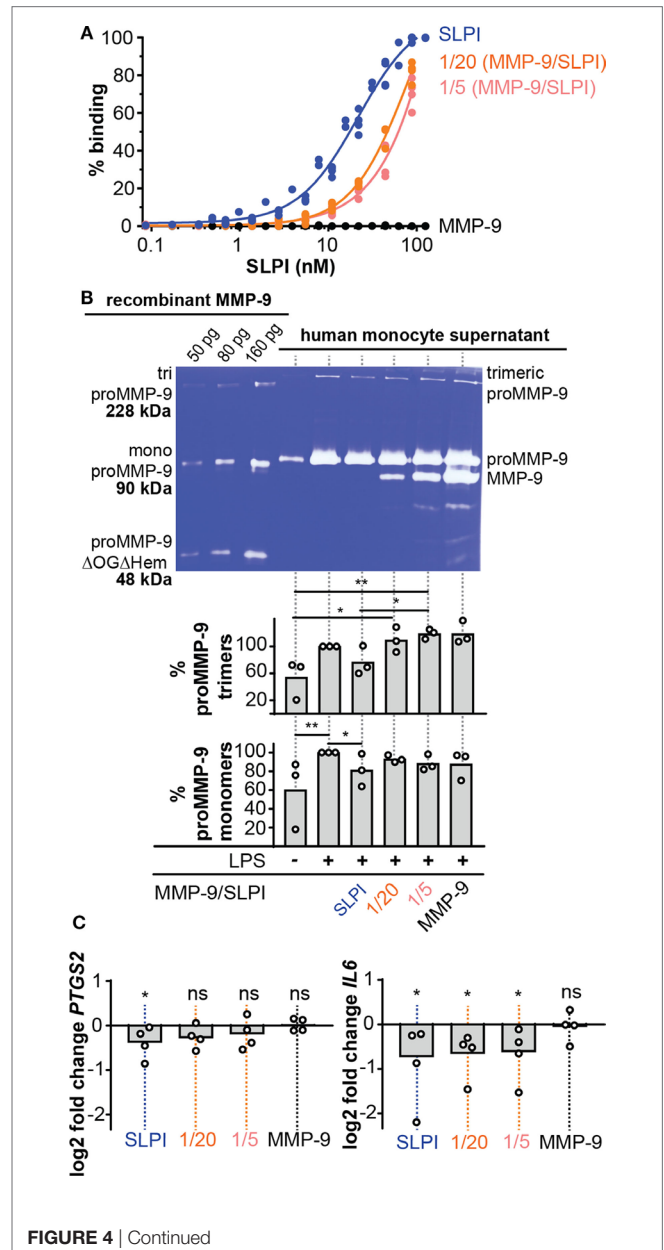 A
100
80
60
40
20
0
% binding
0.1
1
10
100
SLPI (nM)
SLPI
1/20 (MMP-9/SLPI)
1/5 (MMP-9/SLPI)
MMP-9
B
recombinant MMP-9
50 pg
80 pg
160 pg
human monocyte supernatant
tri
proMMP-9
228 kDa
mono
proMMP-9
90 kDa
proMMP-9
ΔOGΔHem
48 kDa
trimeric
proMMP-9
proMMP-9
MMP-9
**
*
*
%
proMMP-9
trimers
100
60
20
**
*
%
proMMP-9
monomers
100
80
60
40
20
LPS - + + + + +
MMP-9/SLPI SLPI 1/20 1/5 MMP-9
C
log2 fold change PTGS2
1
0
-1
-2
* ns ns ns
SLPI 1/20 1/5 MMP-9
log2 fold change IL6
1
0
-1
-2
* * * ns
SLPI 1/20 1/5 MMP-9
FIGURE 4 | Continued